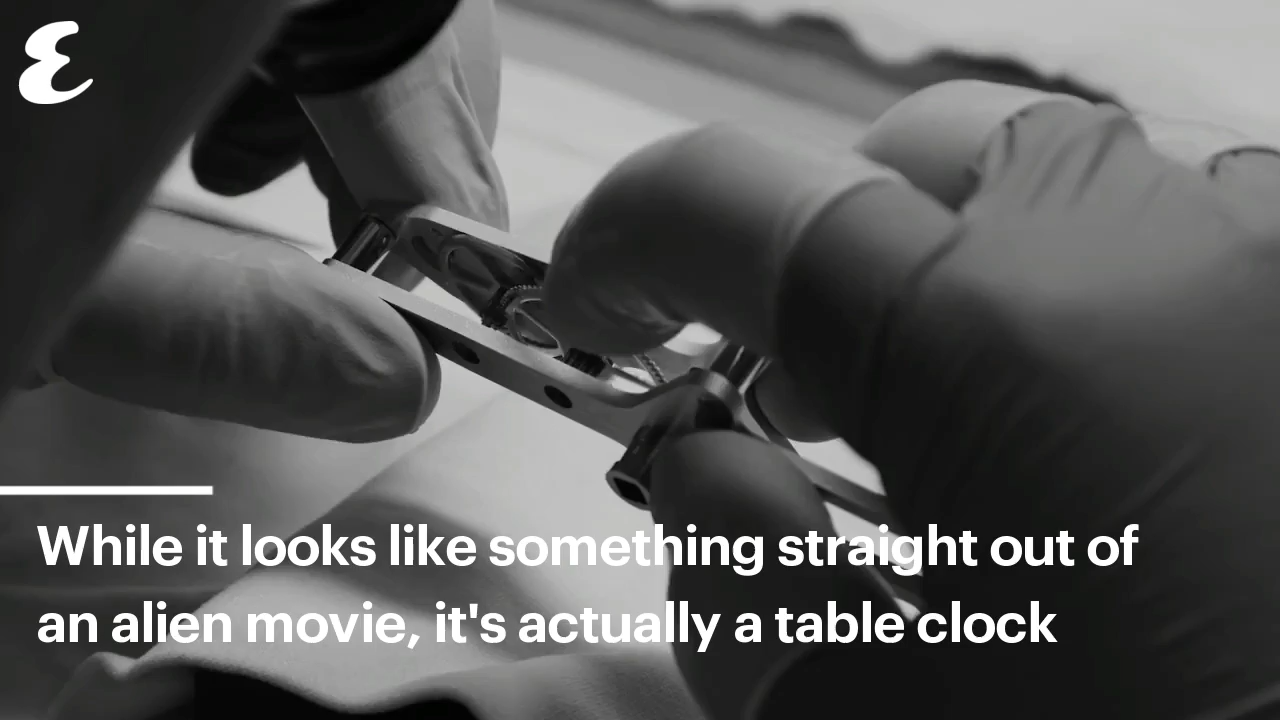 E
While it looks like something straight out of
an alien movie, it's actually a table clock